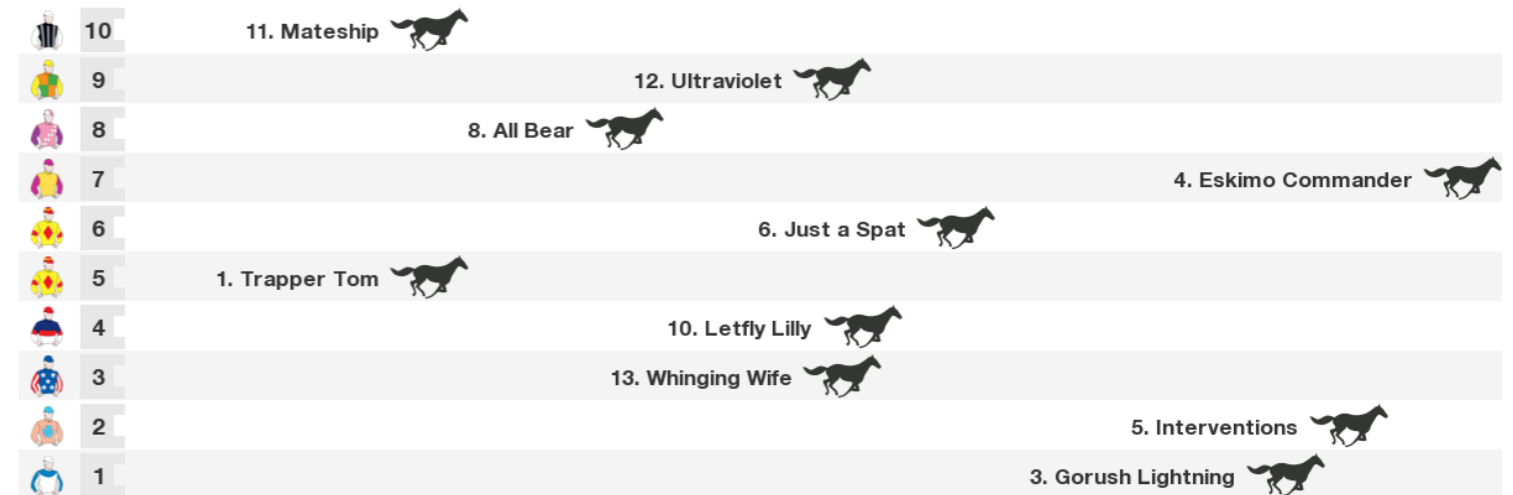 10 11. Mateship
9 12. Ultraviolet
8 8. All Bear
7 4. Eskimo Commander
6 6. Just a Spat
5 1. Trapper Tom
4 10. Letfly Lilly
3 13. Whinging Wife
2 5. Interventions
1 3. Gorush Lightning